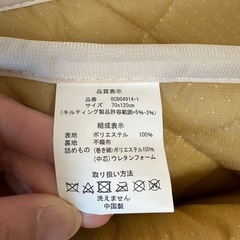 品質表示
品番 BGBG4914-1
サイズ 70x120cm
(キルティング製品許容範囲+5%-3%)
組成表示
表地 ポリエステル 100%
裏地 不織布
詰めもの (巻き綿)ポリエステル 100%
(中芯)ウレタンフォーム
取り扱い方法
洗えません
中国製